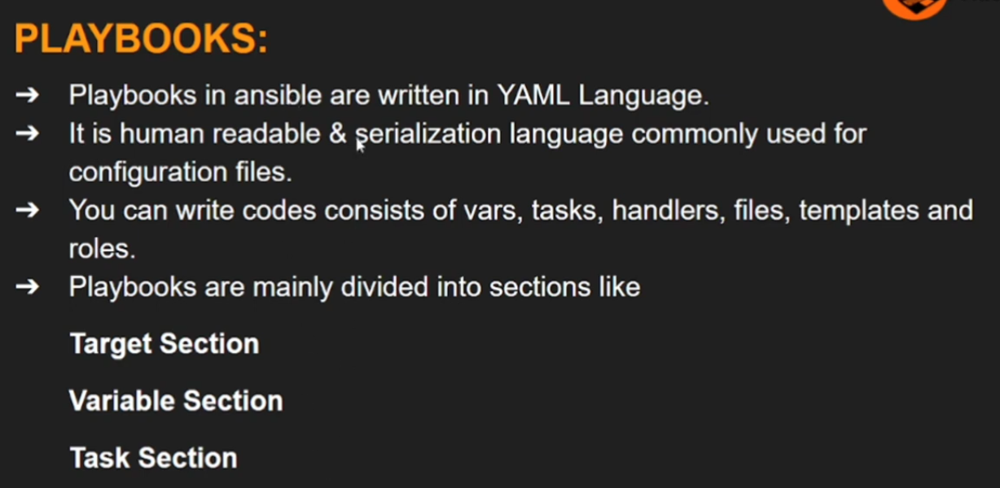 PLAYBOOKS:
➔ Playbooks in ansible are written in YAML Language.
➔ It is human readable & serialization language commonly used for
configuration files.
➔ You can write codes consists of vars, tasks, handlers, files, templates and
roles.
➔ Playbooks are mainly divided into sections like
Target Section
Variable Section
Task Section